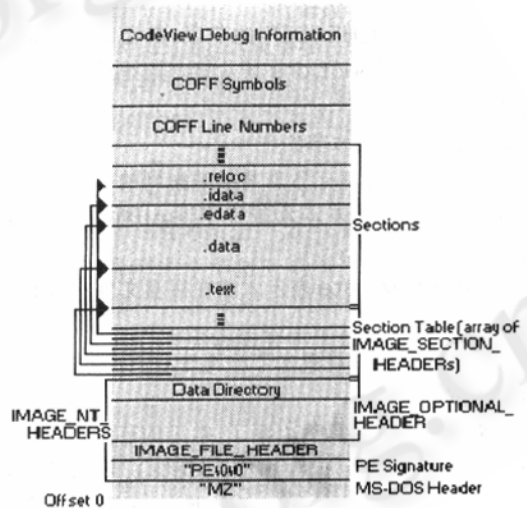 CodeView Debug Information
COFF Symbols
COFF Line Numbers
.reloc
.idata
.edata
.data
.text
Sections
Section Table(array of
IMAGE_SECTION_
HEADERs)
Data Directory
IMAGE_NT_
HEADERS
IMAGE_OPTIONAL_
HEADER
IMAGE_FILE_HEADER
"PE\0\0"
PE Signature
"MZ"
MS-DOS Header
Offset 0